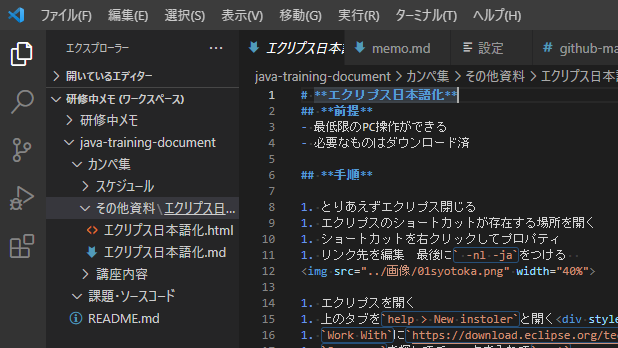 ファイル(F) 編集(E) 選択(S) 表示(V) 移動(G) 実行(R) ターミナル(T) ヘルプ(H)
エクスプローラー ···
エクリプス日本語 memo.md 設定 # github-ma
開いているエディター
java-training-document > カンペ集 > その他資料 > エクリプス日本語
研修中メモ (ワークスペース)
研修中メモ
java-training-document
カンペ集
スケジュール
その他資料\エクリプス日...
エクリプス日本語化.html
エクリプス日本語化.md
講座内容
課題・ソースコード
README.md
1 # **エクリプス日本語化**
2 ## **前提**
3 - 最低限のPC操作ができる
4 - 必要なものはダウンロード済
5
6 ## **手順**
7
8 1. とりあえずエクリプス閉じる
9 1. エクリプスのショートカットが存在する場所を開く
10 1. ショートカットを右クリックしてプロパティ
11 1. リンク先を編集 最後に` -nl ja`をつける
12 <img src="../画像/01syotoka.png" width="40%">
13
14 1. エクリプスを開く
15 1. 上のタブを`help > New instoler`と開く<div style
16 1. `Work With`に`https://download.eclipse.org/te